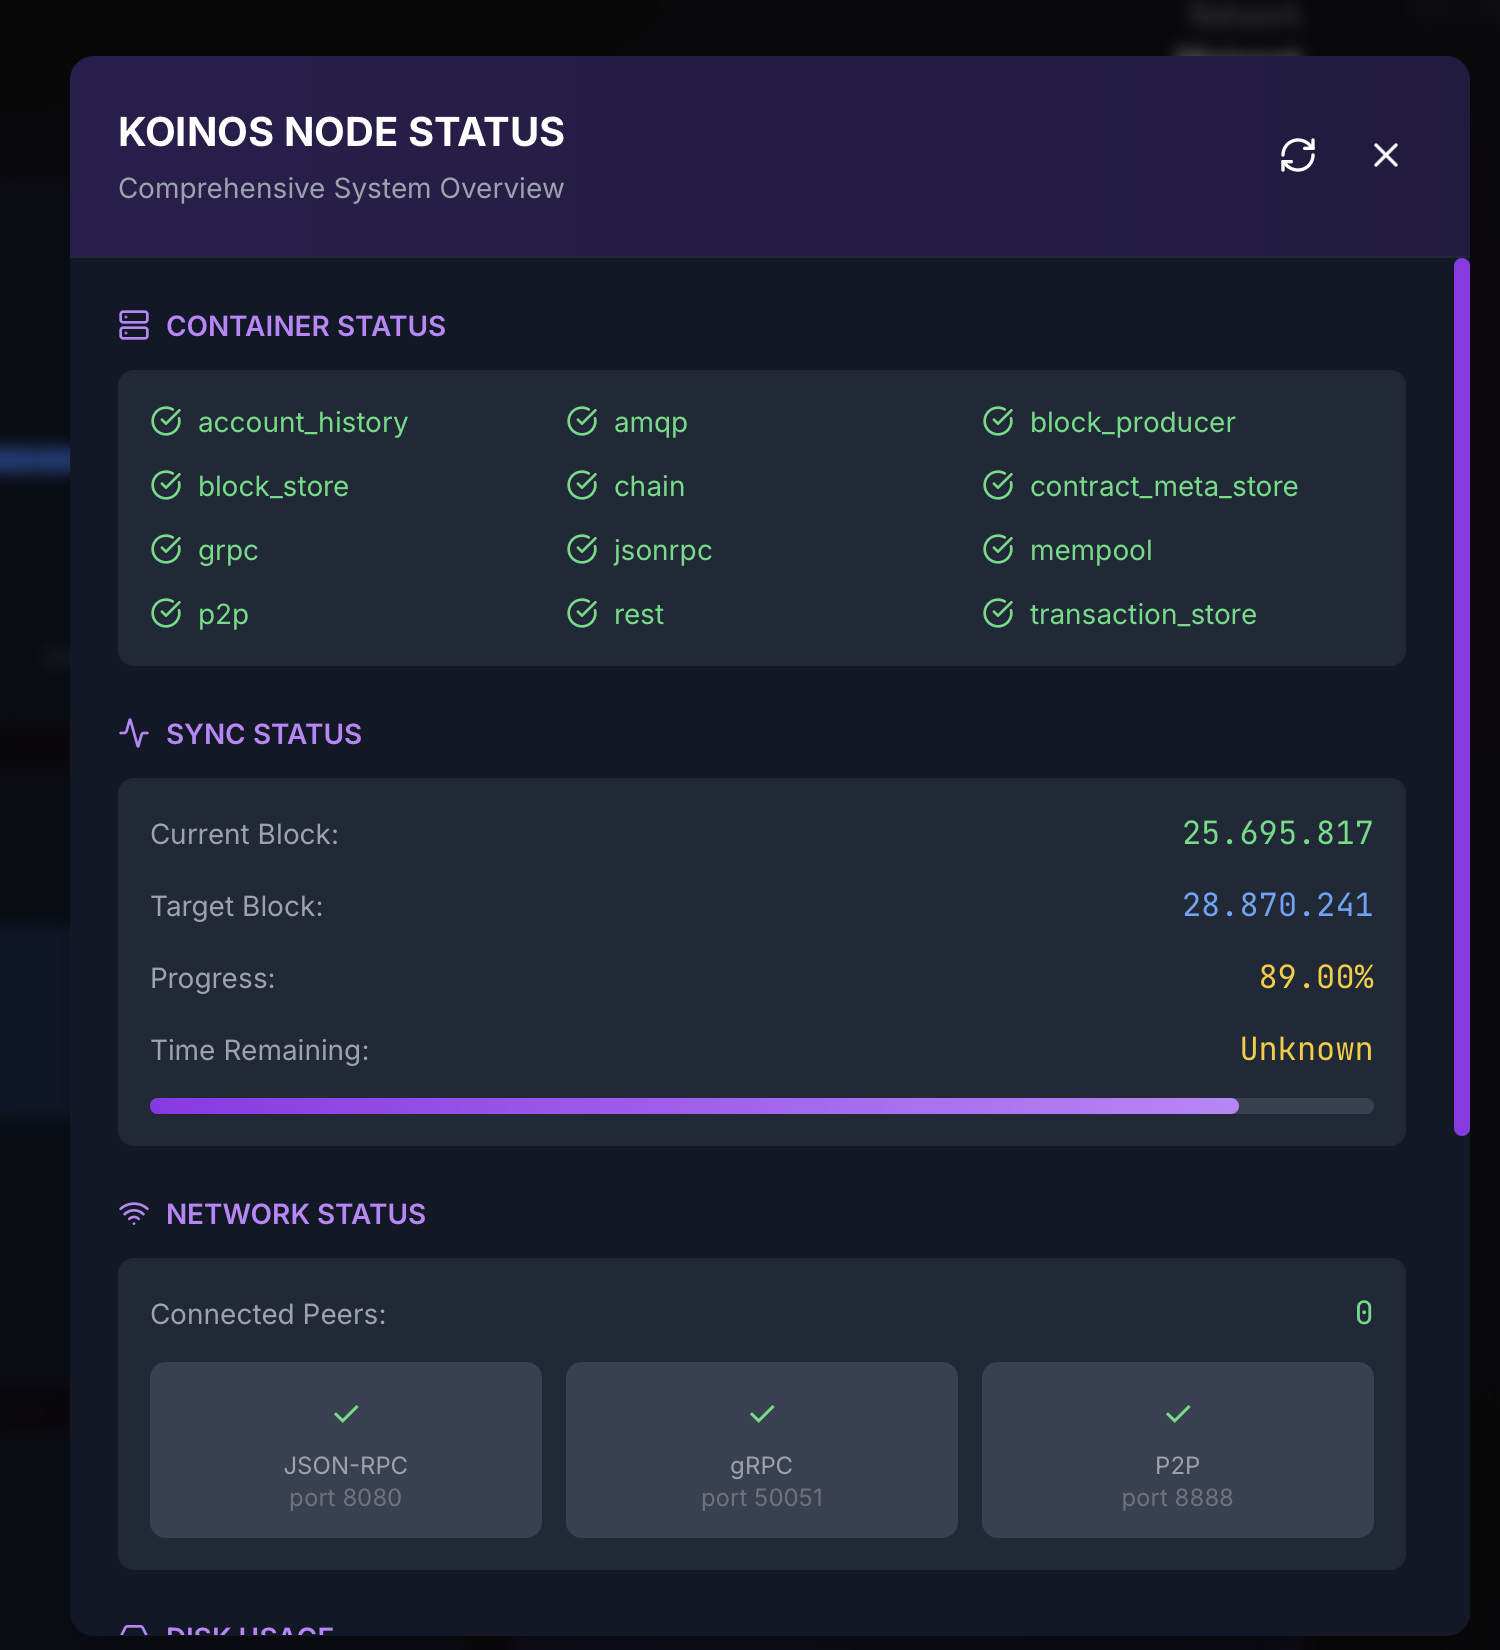 KOINOS NODE STATUS
Comprehensive System Overview
CONTAINER STATUS
account_history amqp block_producer
block_store chain contract_meta_store
grpc jsonrpc mempool
p2p rest transaction_store
SYNC STATUS
Current Block: 25.695.817
Target Block: 28.870.241
Progress: 89.00%
Time Remaining: Unknown
NETWORK STATUS
Connected Peers: 0
JSON-RPC gRPC P2P
port 8080 port 50051 port 8888
DISK USAGE